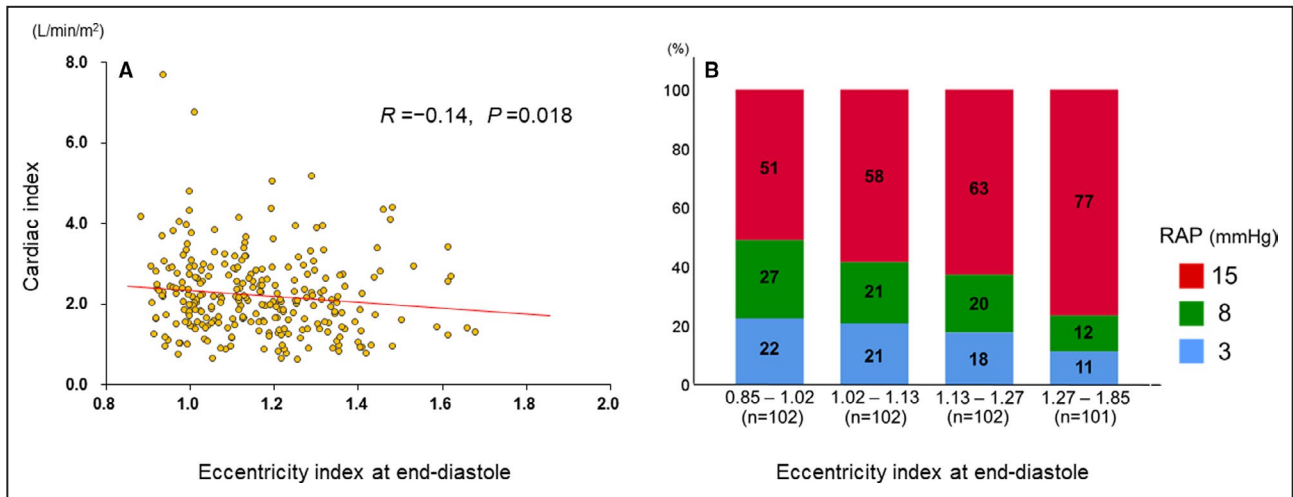 (L/min/m²)
8.0
A
R=−0.14, P=0.018
6.0
4.0
2.0
0.0
Cardiac index
0.8 1.0 1.2 1.4 1.6 1.8 2.0
Eccentricity index at end-diastole
(%)
B
100
80
60
40
20
0
51 58 63 77
27 21 20 12
22 21 18 11
0.85 – 1.02 1.02 – 1.13 1.13 – 1.27 1.27 – 1.85
(n=102) (n=102) (n=102) (n=101)
Eccentricity index at end-diastole
RAP (mmHg)
15
8
3